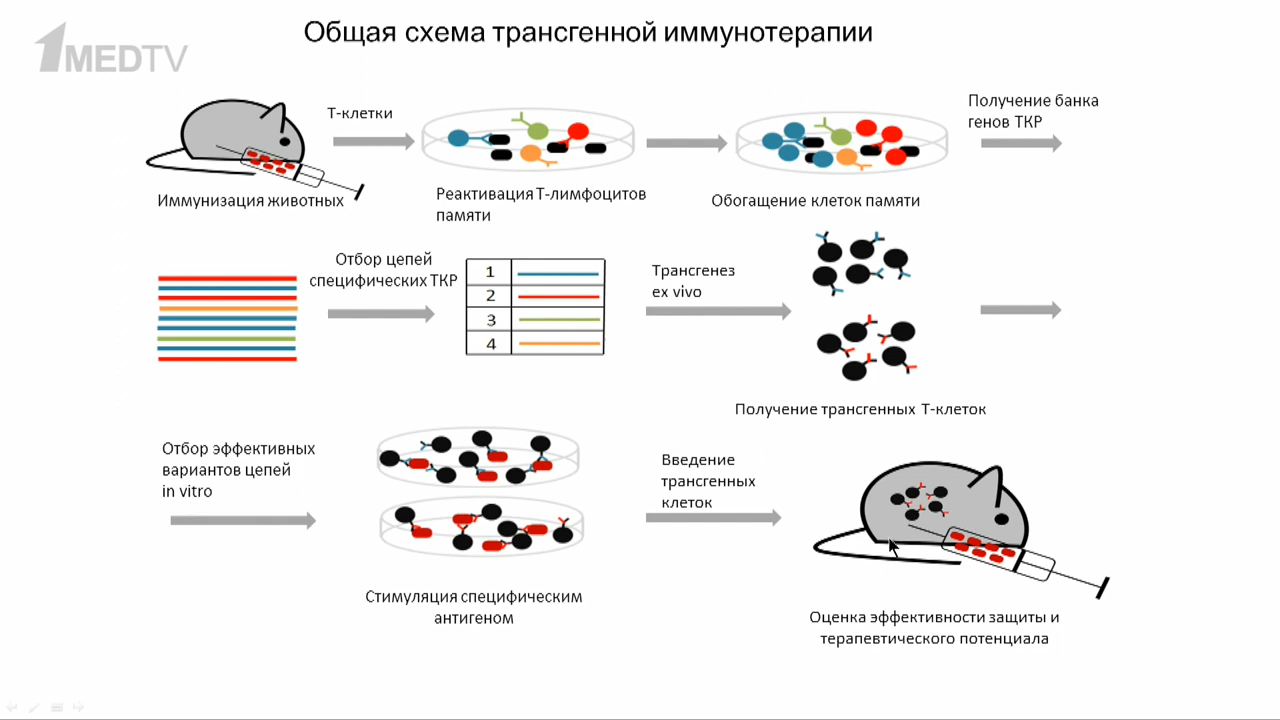 Общая схема трансгенной иммунотерапии
1MEDTV
Т-клетки
Получение банка
генов ТКР
Иммунизация животных
Реактивация Т-лимфоцитов
памяти
Обогащение клеток памяти
Отбор цепей
специфических ТКР
1
2
3
4
Трансгенез
ex vivo
Получение трансгенных Т-клеток
Отбор эффективных
вариантов цепей
in vitro
Стимуляция специфическим
антигеном
Введение
трансгенных
клеток
Оценка эффективности защиты и
терапевтического потенциала